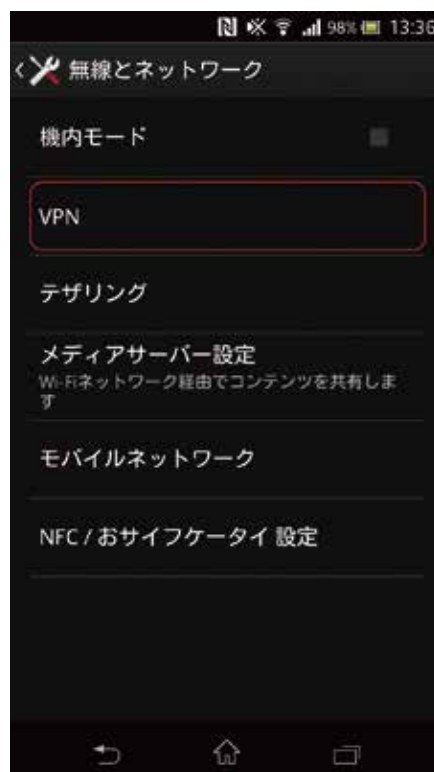 98% 13:36
無線とネットワーク
機内モード
VPN
テザリング
メディアサーバー設定
Wi-Fiネットワーク経由でコンテンツを共有しま
す
モバイルネットワーク
NFC / おサイフケータイ 設定